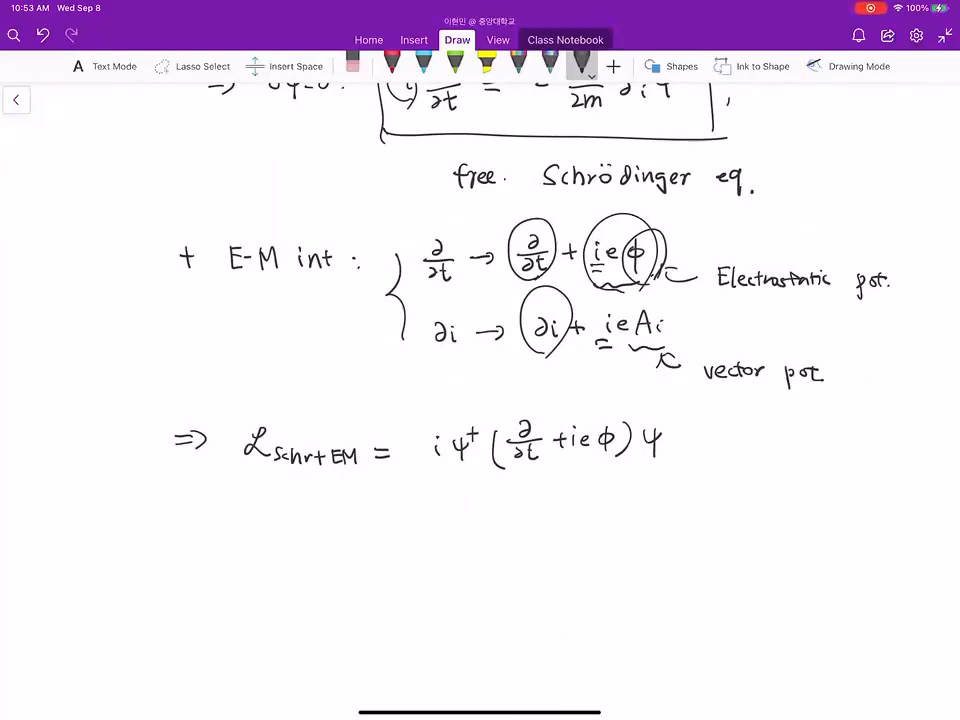 10:53 AM Wed Sep 8
100%
이현민 @ 중앙대학교
Home Insert Draw View Class Notebook
Text Mode Lasso Select Insert Space Shapes Ink to Shape Drawing Mode
∂t = - 2m ∂i ψ
free. Schrödinger eq.
+ E-M int : ∂/∂t → ∂/∂t + ieϕ Electrostatic pot.
∂i → ∂i + ieAi
vector pot
⇒ ℒSchr+EM = iψ† (∂/∂t + ieϕ) ψ